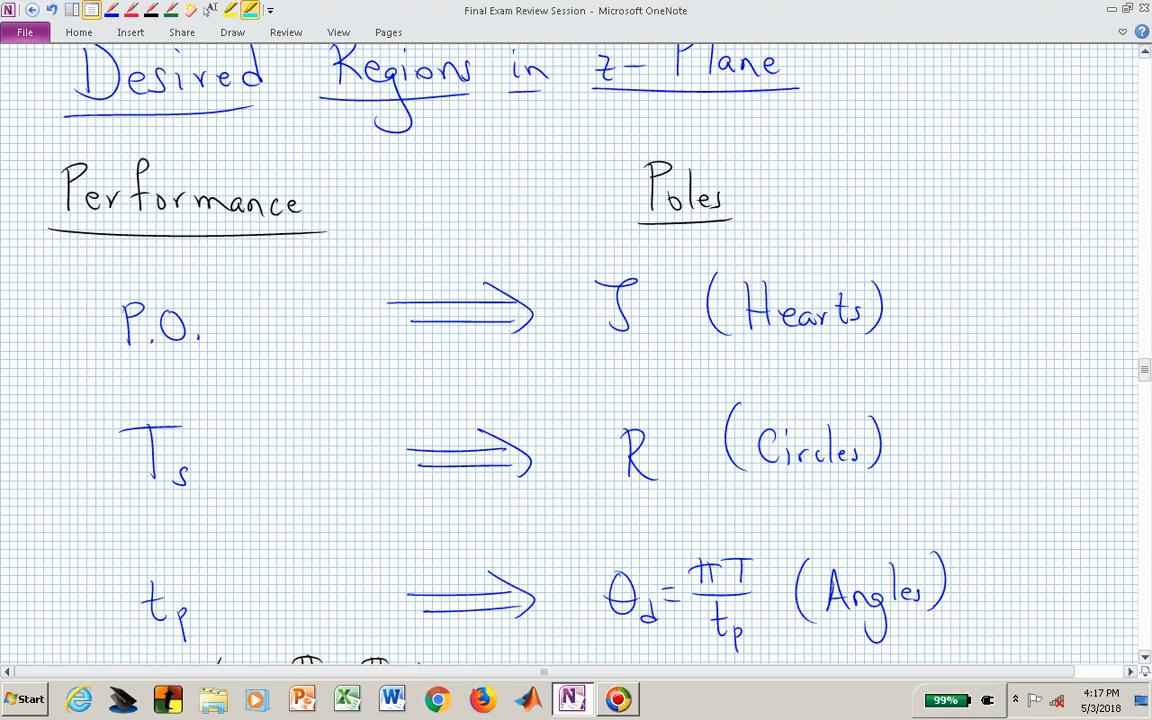 Final Exam Review Session - Microsoft OneNote
File Home Insert Share Draw Review View Pages
Desired Regions in z-Plane
Performance Poles
P.O. ⟹ ζ (Hearts)
Ts ⟹ R (Circles)
tp ⟹ θd = πT/tp (Angles)
Start 99% 4:17 PM
5/3/2018